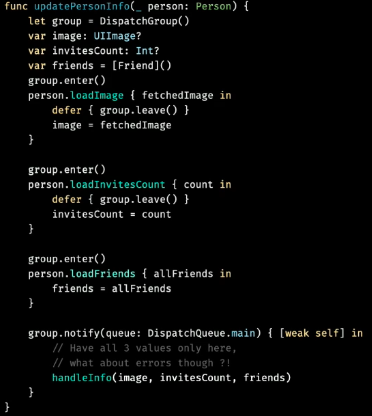 func updatePersonInfo(_ person: Person) {
    let group = DispatchGroup()
    var image: UIImage?
    var invitesCount: Int?
    var friends = [Friend]()
    group.enter()
    person.loadImage { fetchedImage in
        defer { group.leave() }
        image = fetchedImage
    }

    group.enter()
    person.loadInvitesCount { count in
        defer { group.leave() }
        invitesCount = count
    }

    group.enter()
    person.loadFriends { allFriends in
        friends = allFriends
    }

    group.notify(queue: DispatchQueue.main) { [weak self] in
        // Have all 3 values only here,
        // what about errors though ?!
        handleInfo(image, invitesCount, friends)
    }
}